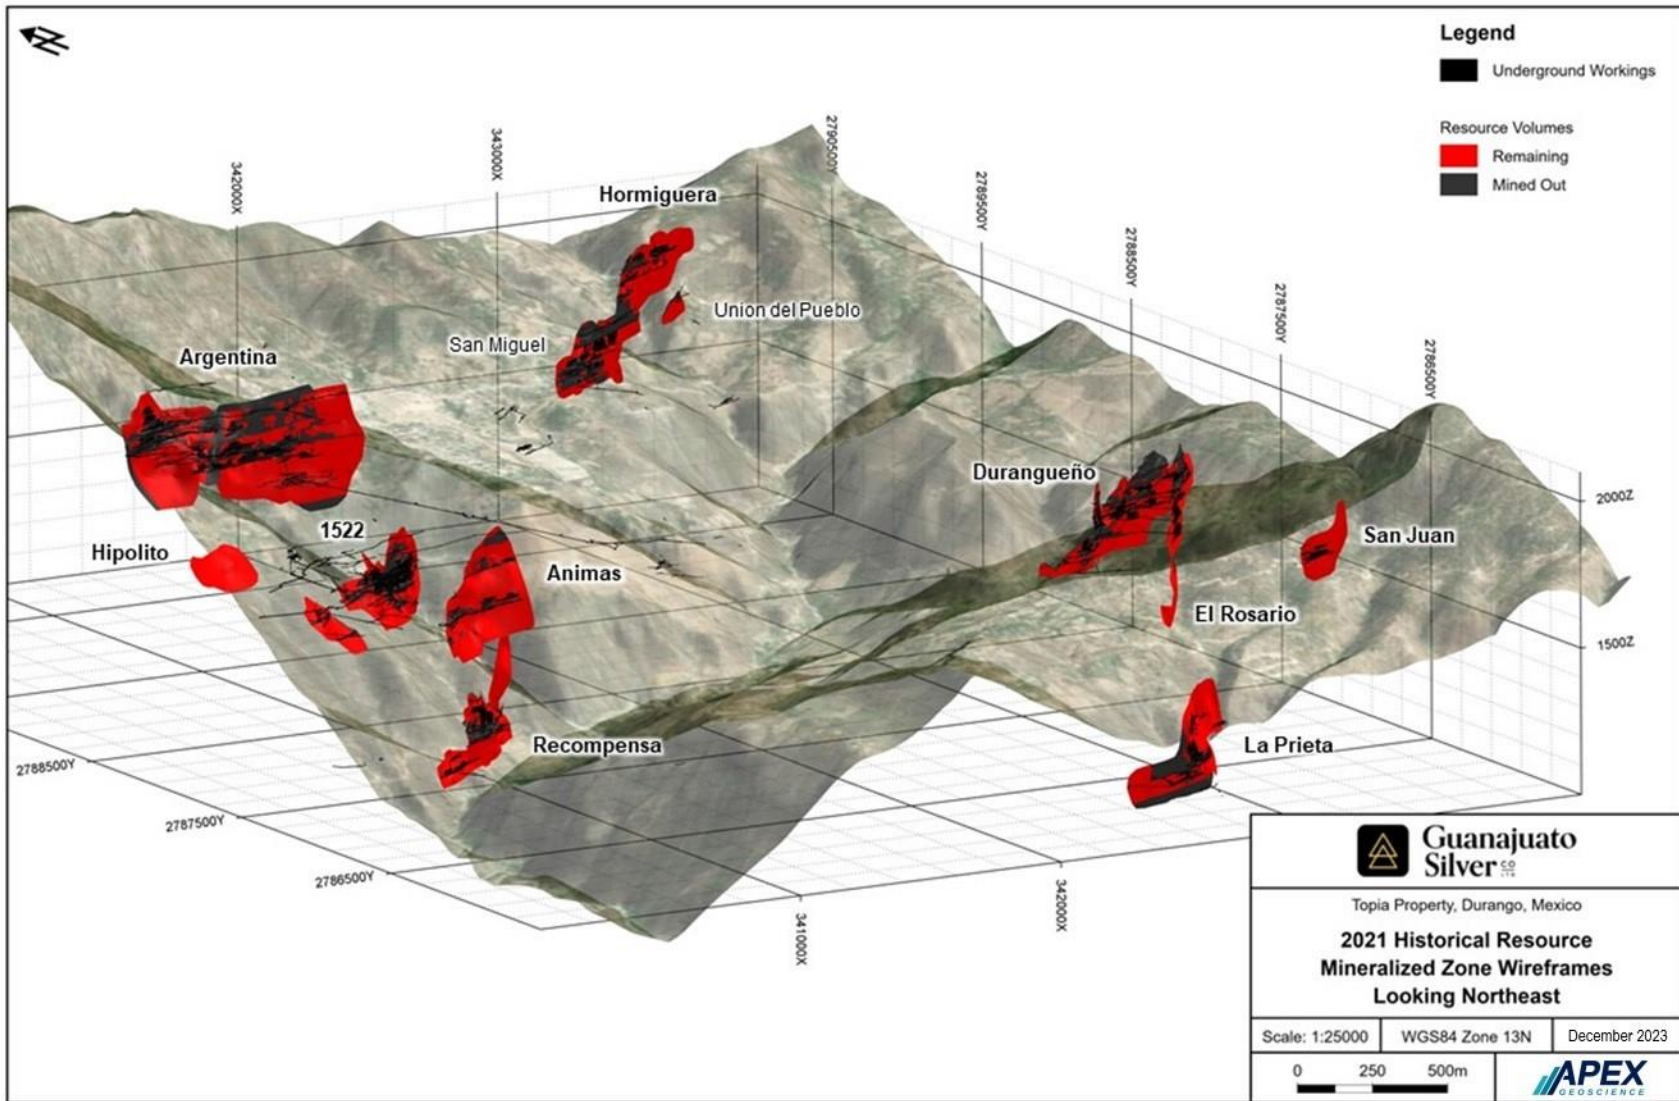 Legend
Underground Workings
Resource Volumes
Remaining
Mined Out
2790500Y
343000X
342000X
2789500Y
Hormiguera
2788500Y
2787500Y
Union del Pueblo
San Miguel
2786500Y
Argentina
Durangueño
2000Z
1522
San Juan
Hipolito
Animas
El Rosario
1500Z
Recompensa
La Prieta
2788500Y
2787500Y
2786500Y
341000X
342000X
Guanajuato
Silver CO LTD
Topia Property, Durango, Mexico
2021 Historical Resource
Mineralized Zone Wireframes
Looking Northeast
Scale: 1:25000
WGS84 Zone 13N
December 2023
0 250 500m
APEX
GEOSCIENCE